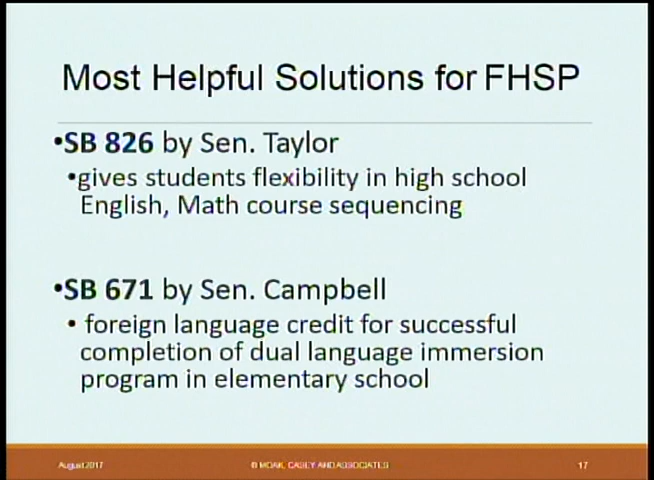 Most Helpful Solutions for FHSP
•SB 826 by Sen. Taylor
•gives students flexibility in high school
English, Math course sequencing
•SB 671 by Sen. Campbell
• foreign language credit for successful
completion of dual language immersion
program in elementary school
August 2017
© MOAK, CASEY AND ASSOCIATES
17